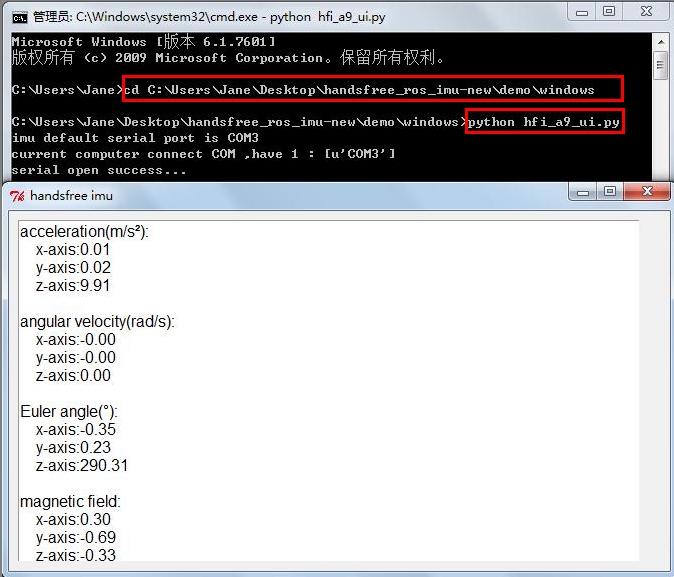 管理员: C:\Windows\system32\cmd.exe - python  hfi_a9_ui.py
Microsoft Windows [版本 6.1.7601]
版权所有 (c) 2009 Microsoft Corporation。保留所有权利。
C:\Users\Jane>cd C:\Users\Jane\Desktop\handsfree_ros_imu-new\demo\windows
C:\Users\Jane\Desktop\handsfree_ros_imu-new\demo\windows>python hfi_a9_ui.py
imu default serial port is COM3
current computer connect COM ,have 1 : [u'COM3']
serial open success...
handsfree imu
acceleration(m/s²):
x-axis:0.01
y-axis:0.02
z-axis:9.91
angular velocity(rad/s):
x-axis:-0.00
y-axis:-0.00
z-axis:0.00
Euler angle(°):
x-axis:-0.35
y-axis:0.23
z-axis:290.31
magnetic field:
x-axis:0.30
y-axis:-0.69
z-axis:-0.33